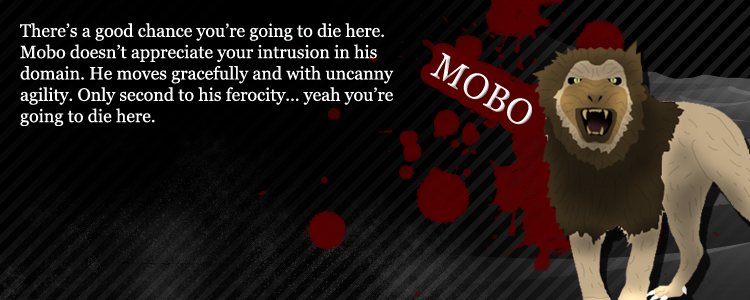 There’s a good chance you’re going to die here.
Mobo doesn’t appreciate your intrusion in his
domain. He moves gracefully and with uncanny
agility. Only second to his ferocity... yeah you’re
going to die here.
MOBO